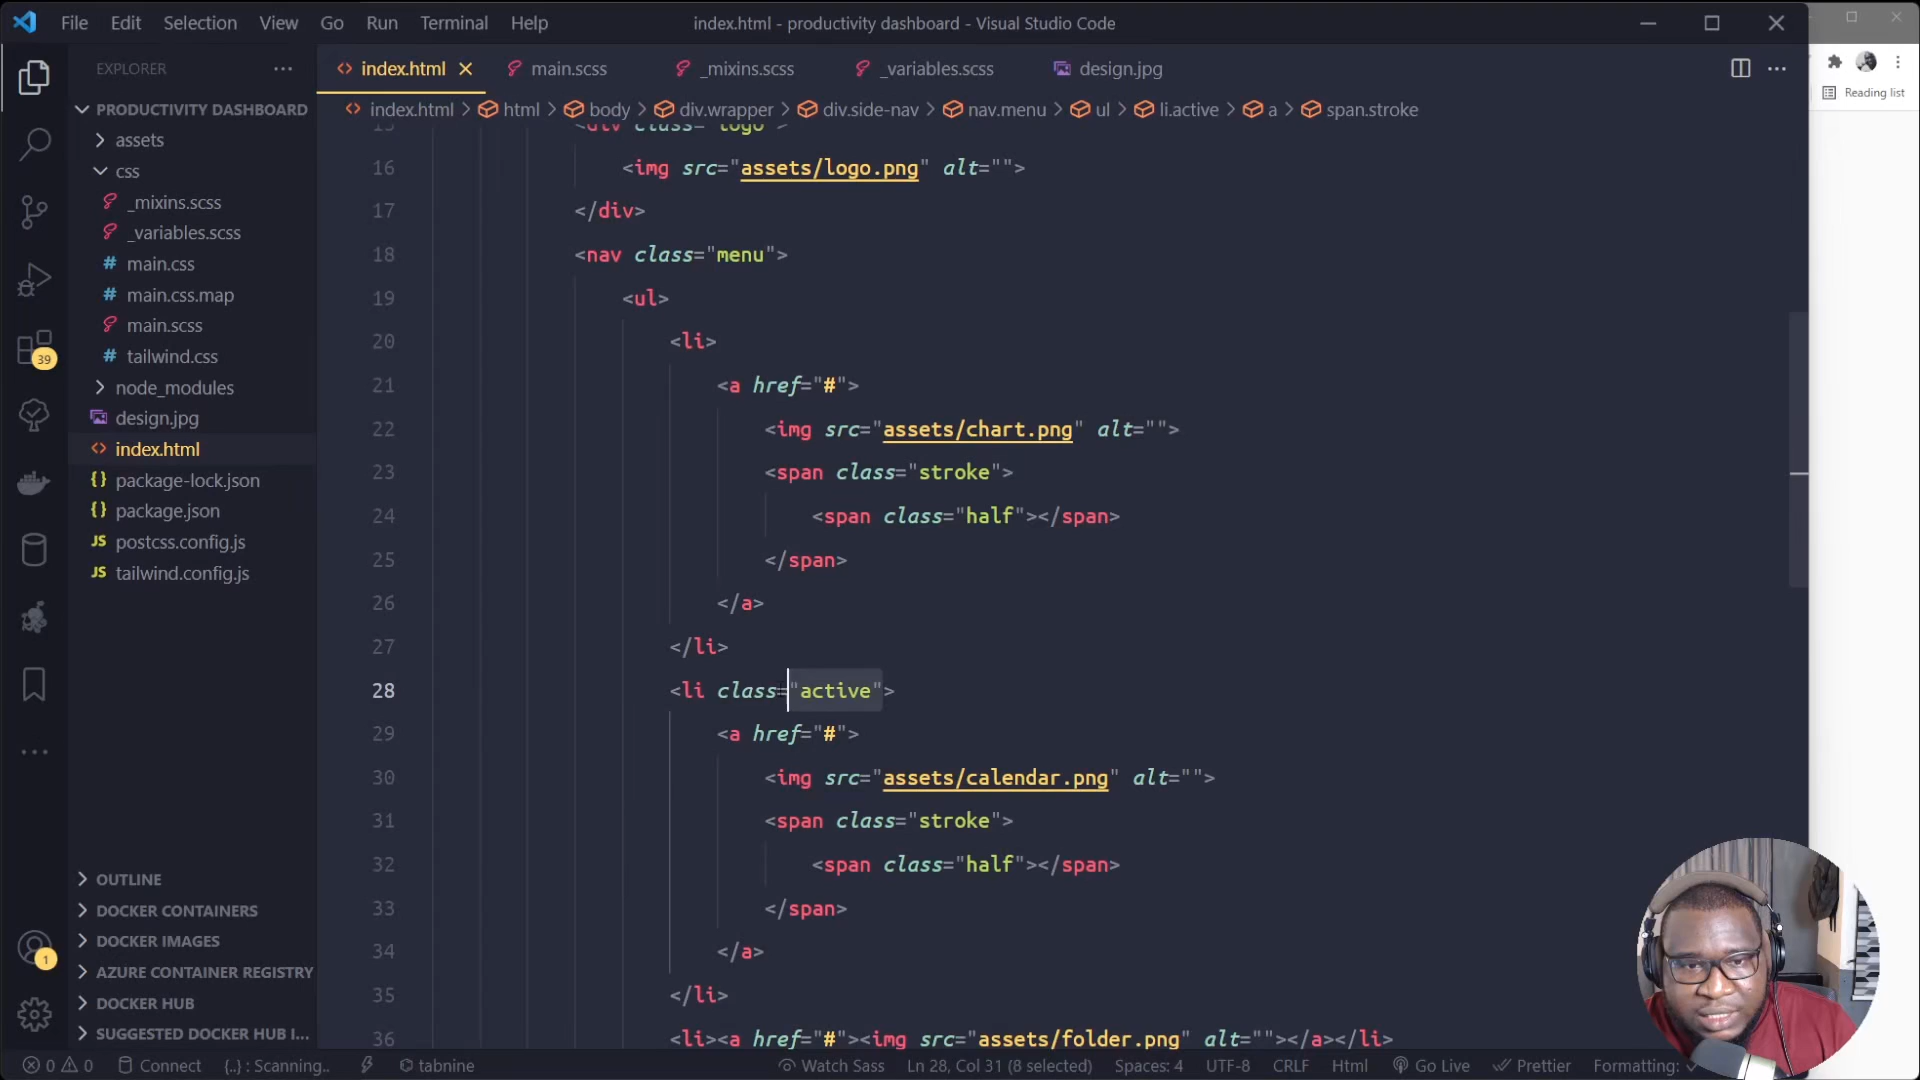 File Edit Selection View Go Run Terminal Help
index.html - productivity dashboard - Visual Studio Code
EXPLORER
PRODUCTIVITY DASHBOARD
assets
css
_mixins.scss
_variables.scss
main.css
main.css.map
main.scss
tailwind.css
node_modules
design.jpg
index.html
package-lock.json
package.json
postcss.config.js
tailwind.config.js
OUTLINE
DOCKER CONTAINERS
DOCKER IMAGES
AZURE CONTAINER REGISTRY
DOCKER HUB
SUGGESTED DOCKER HUB I...
39
1
index.html main.scss _mixins.scss _variables.scss design.jpg
index.html > html > body > div.wrapper > div.side-nav > nav.menu > ul > li.active > a > span.stroke
15 <div class="logo">
16 <img src="assets/logo.png" alt="">
17 </div>
18 <nav class="menu">
19 <ul>
20 <li>
21 <a href="#">
22 <img src="assets/chart.png" alt="">
23 <span class="stroke">
24 <span class="half"></span>
25 </span>
26 </a>
27 </li>
28 <li class="active">
29 <a href="#">
30 <img src="assets/calendar.png" alt="">
31 <span class="stroke">
32 <span class="half"></span>
33 </span>
34 </a>
35 </li>
36 <li><a href="#"><img src="assets/folder.png" alt=""></a></li>
Reading list
0 0 Connect {..} : Scanning.. tabnine Watch Sass Ln 28, Col 31 (8 selected) Spaces: 4 UTF-8 CRLF Html Go Live Prettier Formatting: